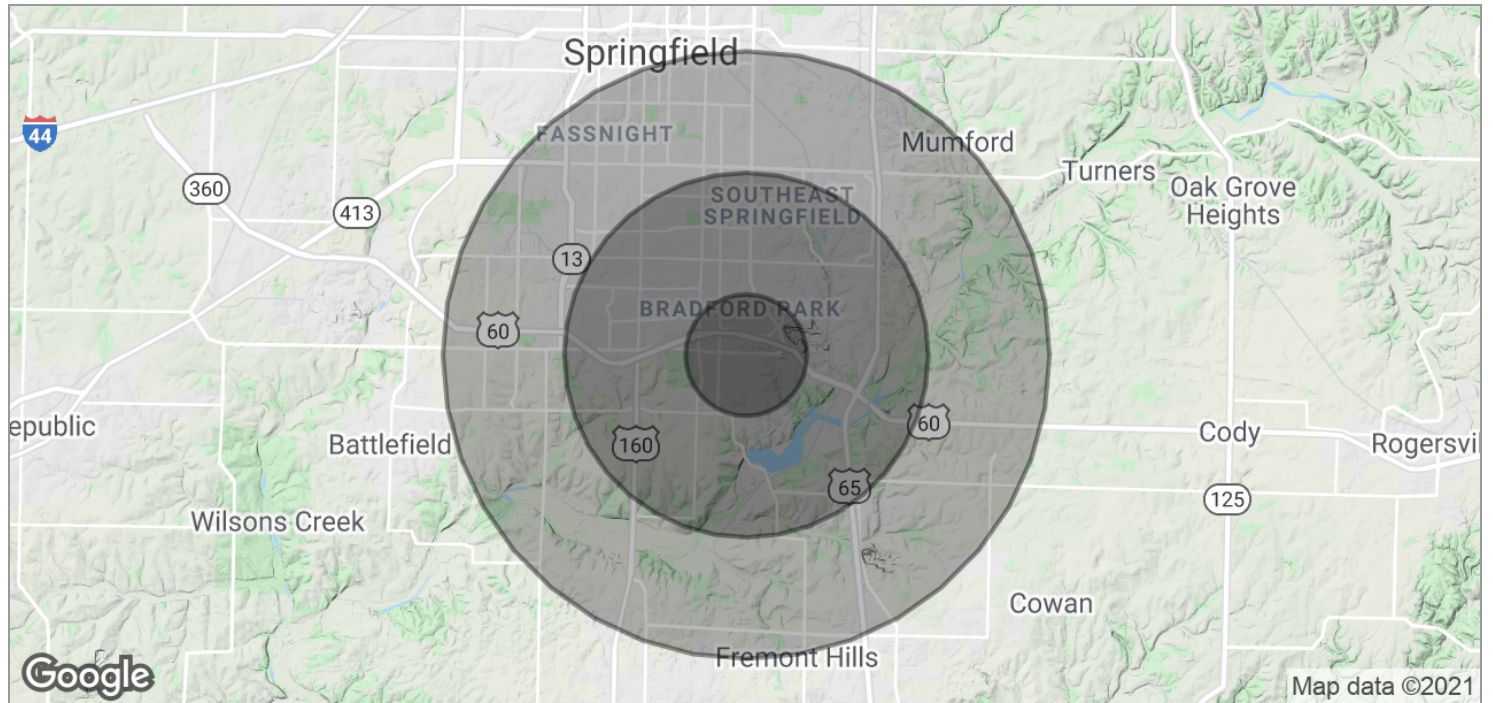 Springfield
FASSNIGHT
44
Mumford
Turners
360
Oak Grove
Heights
413
SOUTHEAST
SPRINGFIELD
13
BRADFORD PARK
60
epublic
Battlefield
160
60
Cody
Rogersvil
65
125
Wilsons Creek
Cowan
Fremont Hills
Google
Map data ©2021